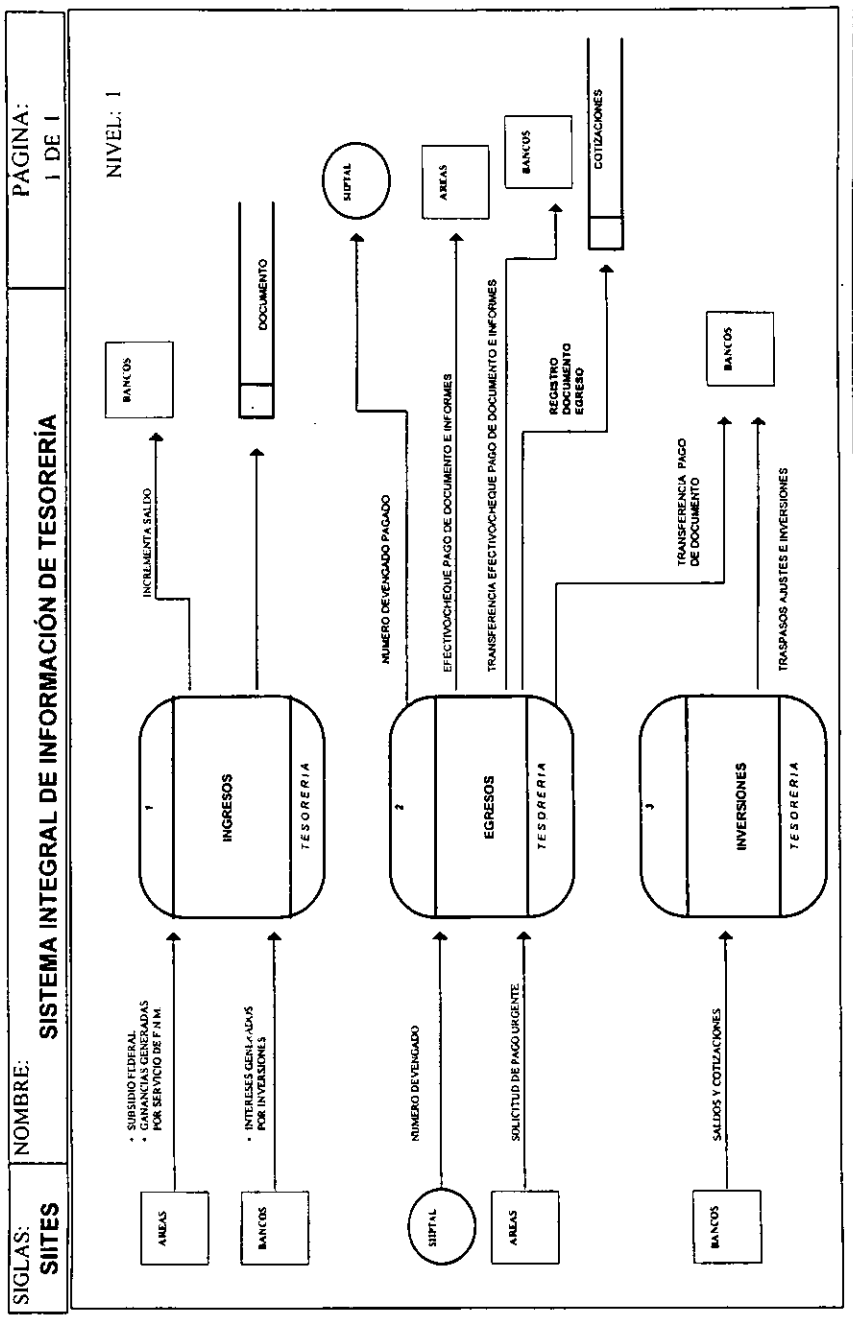 SIGLAS:
SIITES
NOMBRE:
SISTEMA INTEGRAL DE INFORMACIÓN DE TESORERÍA
PÁGINA:
1 DE 1
NIVEL: 1
AREAS
• SUBSIDIO FEDERAL
• GANANCIAS GENERADAS
POR SERVICIO DE F.N.M.
BANCOS
• INTERESES GENERADOS
POR INVERSIONES
1
INGRESOS
TESORERIA
INCREMENTA SALDO
BANCOS
DOCUMENTO
SIIPTAL
NUMERO DEVENGADO
AREAS
SOLICITUD DE PAGO URGENTE
2
EGRESOS
TESORERIA
NUMERO DEVENGADO PAGADO
SIIPTAL
EFECTIVO/CHEQUE PAGO DE DOCUMENTO E INFORMES
AREAS
TRANSFERENCIA EFECTIVO/CHEQUE PAGO DE DOCUMENTO E INFORMES
BANCOS
REGISTRO
DOCUMENTO
EGRESO
COTIZACIONES
TRANSFERENCIA PAGO
DE DOCUMENTO
BANCOS
BANCOS
SALDOS Y COTIZACIONES
3
INVERSIONES
TESORERIA
TRASPASOS AJUSTES E INVERSIONES